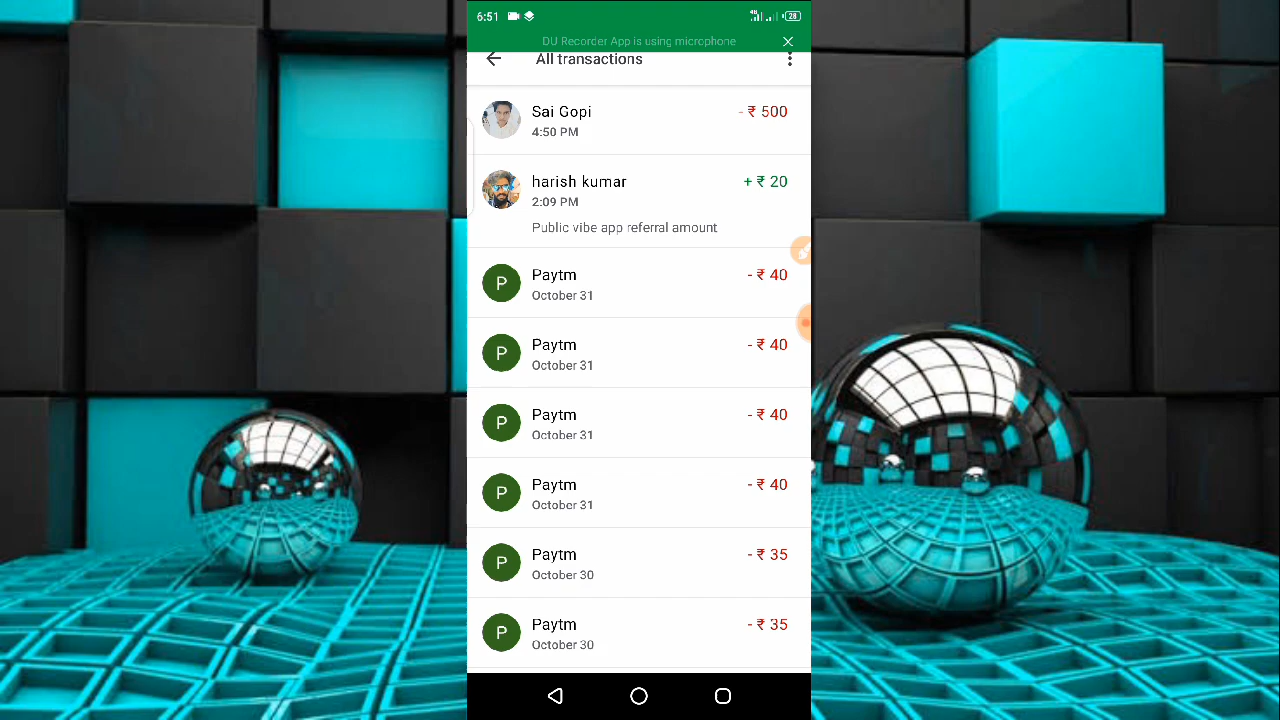 6:51 4G 28
DU Recorder App is using microphone
All transactions
Sai Gopi - ₹ 500
4:50 PM
harish kumar + ₹ 20
2:09 PM
Public vibe app referral amount
P Paytm - ₹ 40
October 31
P Paytm - ₹ 40
October 31
P Paytm - ₹ 40
October 31
P Paytm - ₹ 40
October 31
P Paytm - ₹ 35
October 30
P Paytm - ₹ 35
October 30